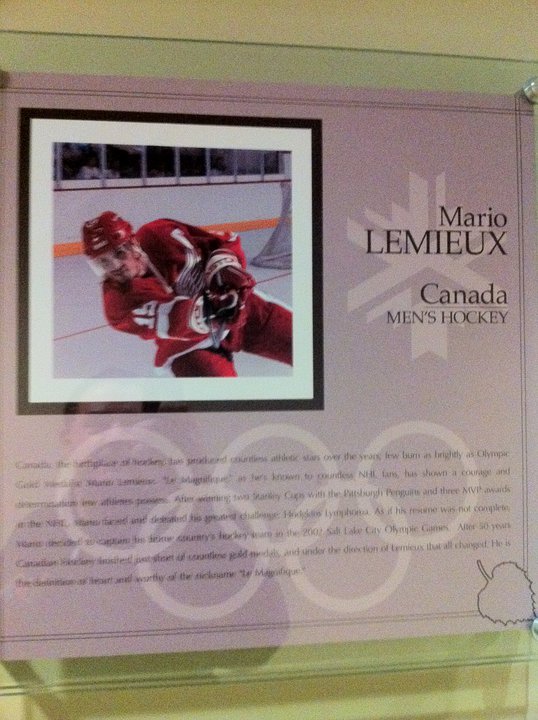 Mario
LEMIEUX
Canada
MEN'S HOCKEY
Canada, the birthplace of hockey, has produced countless athletic stars over the years, few burn as brightly as Olympic
Gold Medalist Mario Lemieux. "Le Magnifique," as he's known to countless NHL fans, has shown a courage and
determination few athletes possess. After winning two Stanley Cups with the Pittsburgh Penguins and three MVP awards
in the NHL, Mario faced and defeated his greatest challenge: Hodgkins Lymphoma. As if his resume was not complete,
Mario decided to captain his home country's hockey team in the 2002 Salt Lake City Olympic Games. After 50 years
Canadian Hockey finished just short of countless gold medals, and under the direction of Lemieux that all changed. He is
the definition of heart and worthy of the nickname "Le Magnifique."